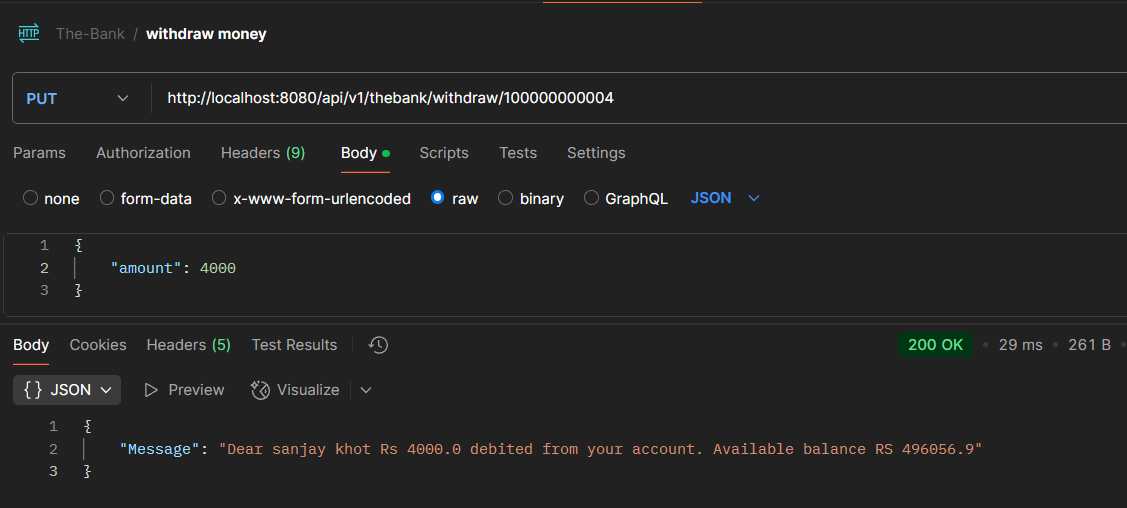 HTTP The-Bank / withdraw money
PUT http://localhost:8080/api/v1/thebank/withdraw/100000000004
Params Authorization Headers (9) Body Scripts Tests Settings
none form-data x-www-form-urlencoded raw binary GraphQL JSON
1 {
2 "amount": 4000
3 }
Body Cookies Headers (5) Test Results 200 OK • 29 ms • 261 B •
{} JSON Preview Visualize
1 {
2 "Message": "Dear sanjay khot Rs 4000.0 debited from your account. Available balance RS 496056.9"
3 }